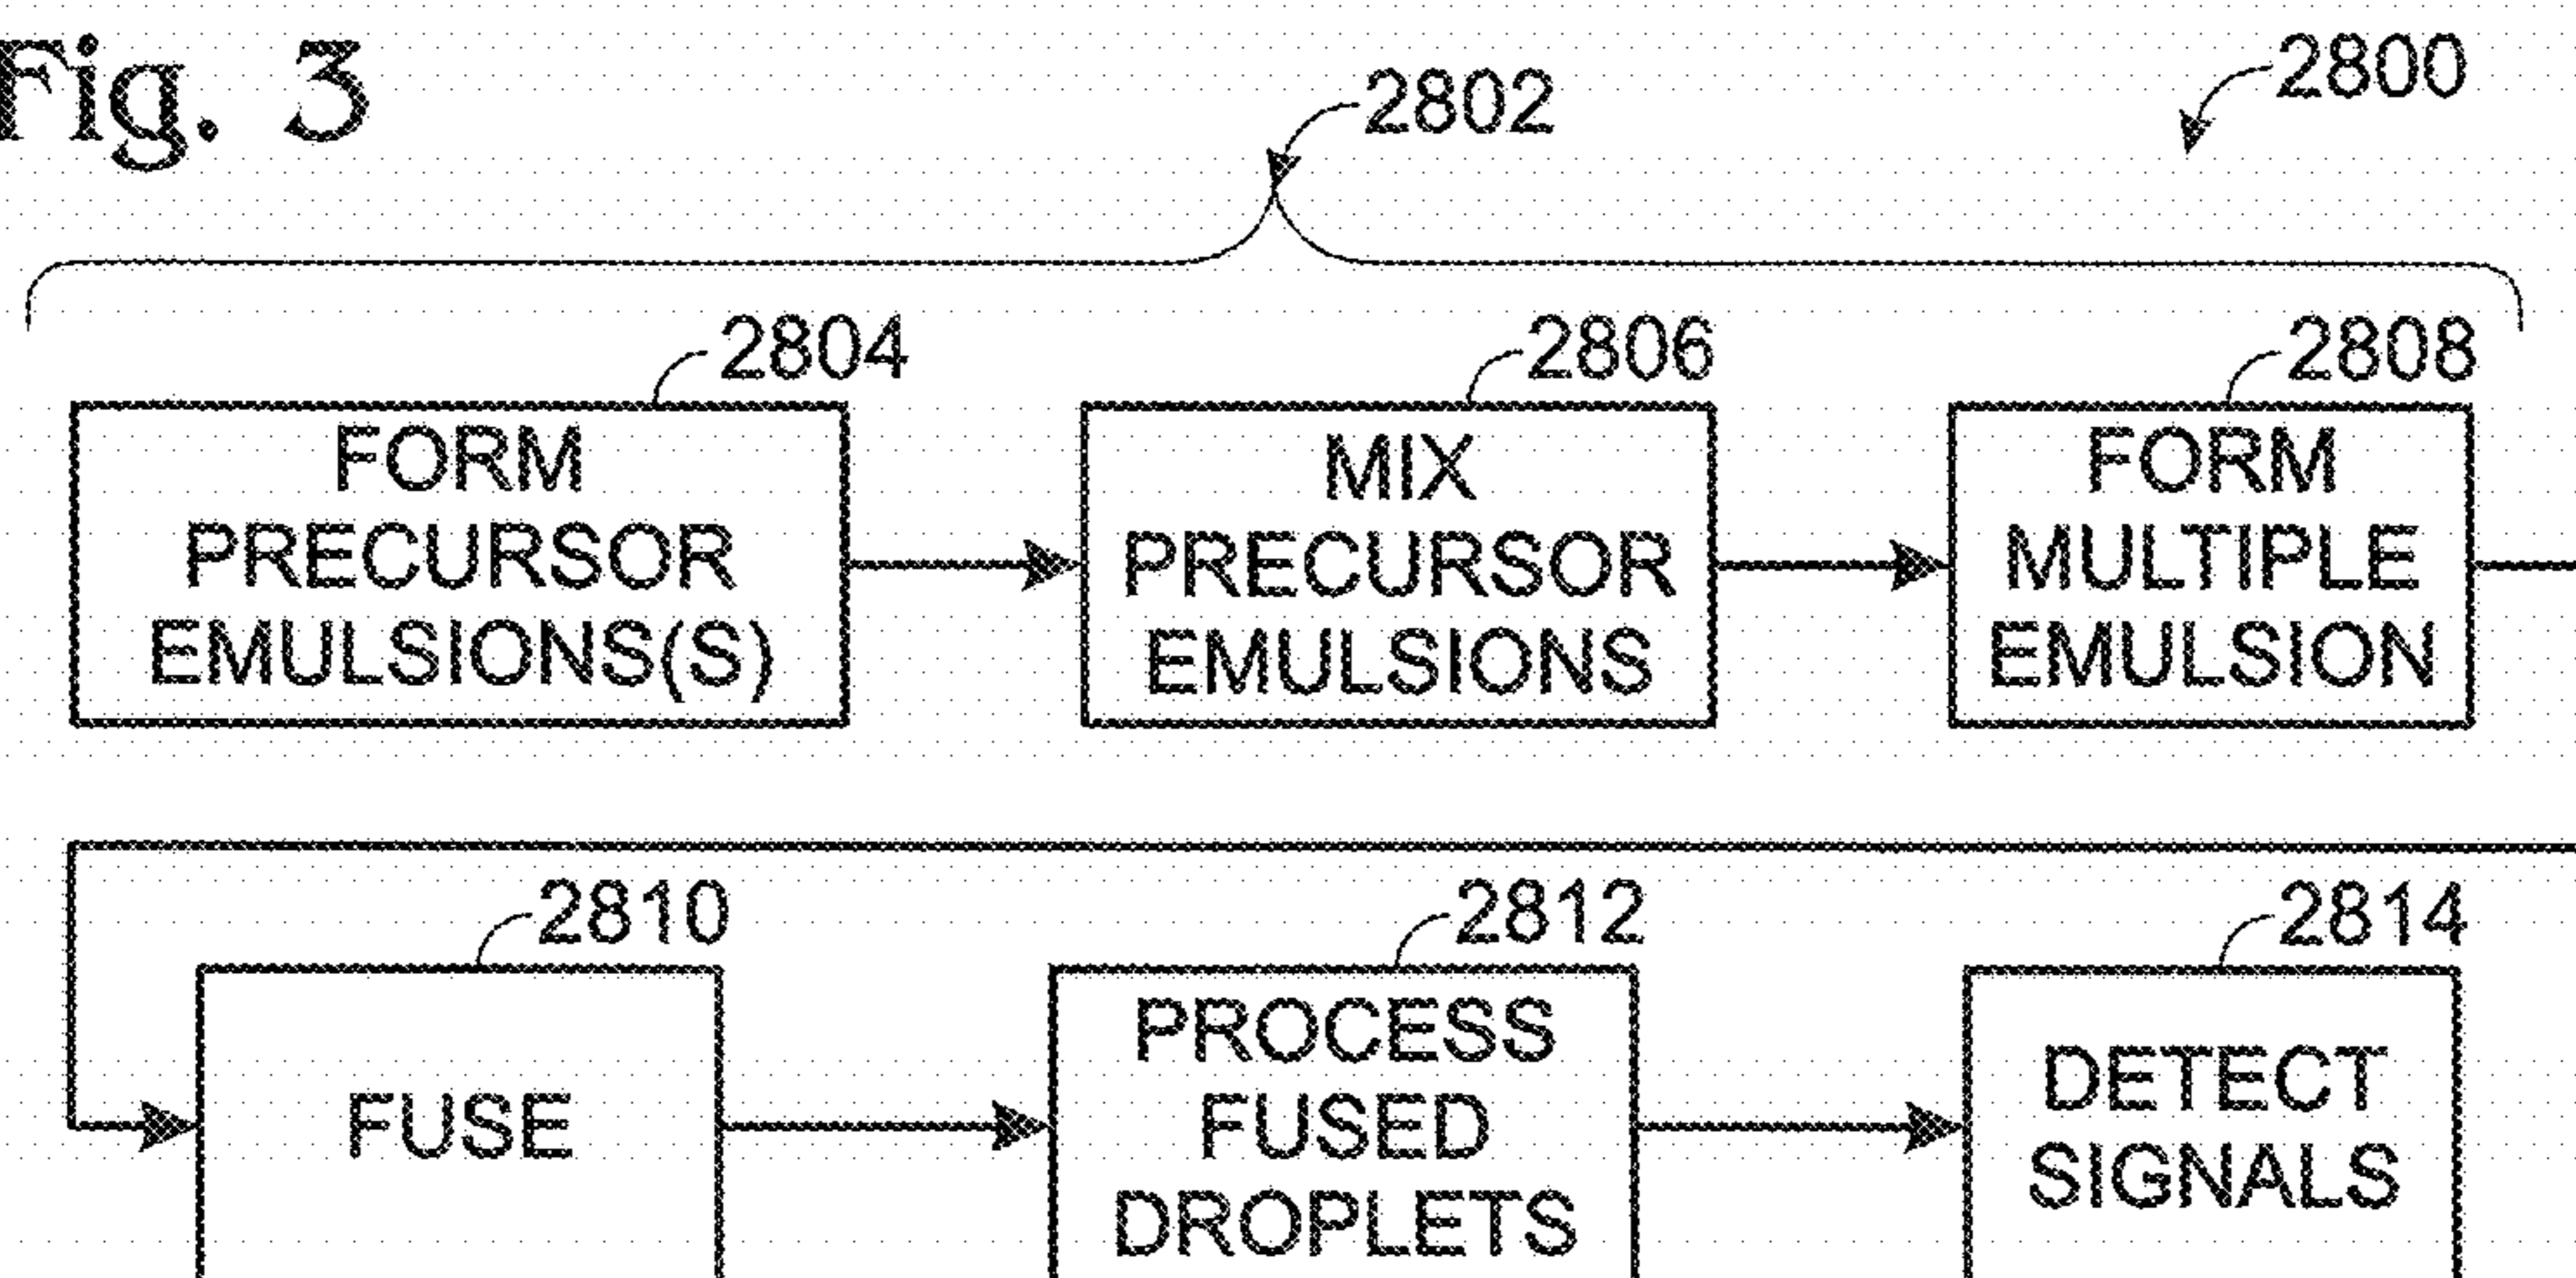 Fig. 3
2800
2802
2804
2806
2808
FORM
PRECURSOR
EMULSIONS(S)
MIX
PRECURSOR
EMULSIONS
FORM
MULTIPLE
EMULSION
2810
2812
2814
FUSE
PROCESS
FUSED
DROPLETS
DETECT
SIGNALS